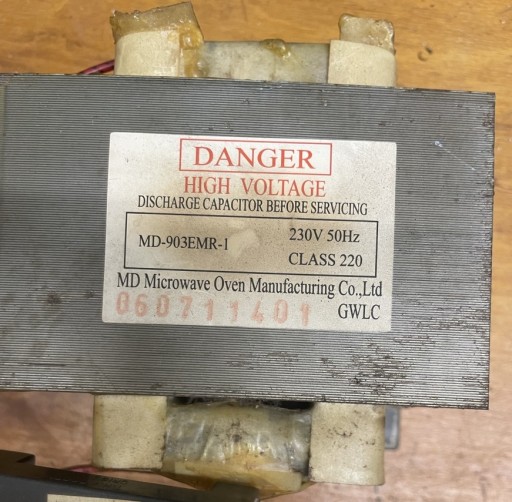 DANGER
HIGH VOLTAGE
DISCHARGE CAPACITOR BEFORE SERVICING
MD-903EMR-1 230V 50Hz
CLASS 220
MD Microwave Oven Manufacturing Co.,Ltd
060711401 GWLC